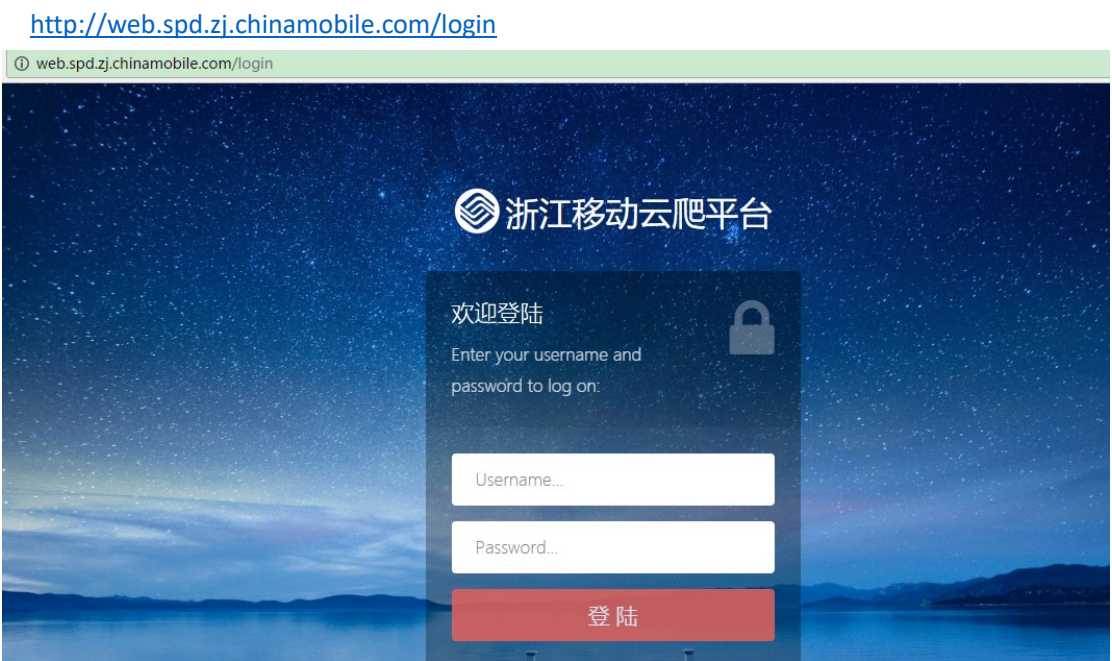 http://web.spd.zj.chinamobile.com/login
web.spd.zj.chinamobile.com/login
浙江移动云爬平台
欢迎登陆
Enter your username and
password to log on:
Username...
Password...
登陆